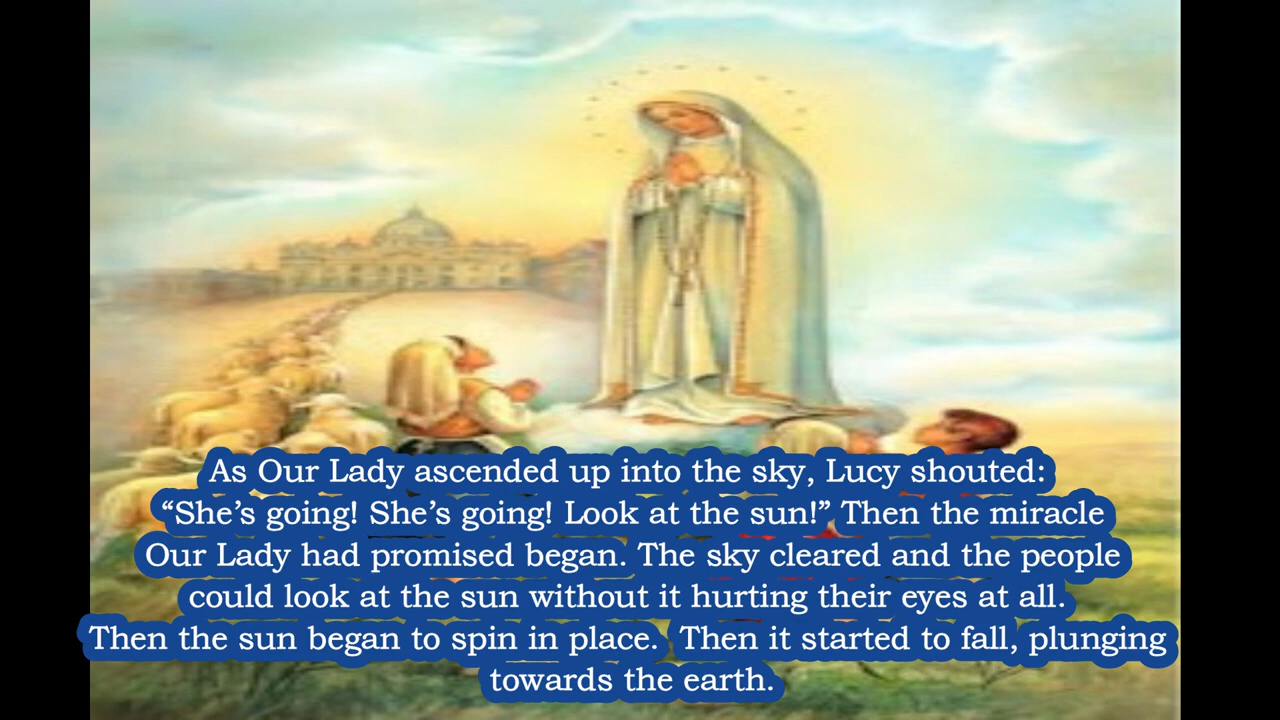 As Our Lady ascended up into the sky, Lucy shouted:
“She’s going! She’s going! Look at the sun!” Then the miracle
Our Lady had promised began. The sky cleared and the people
could look at the sun without it hurting their eyes at all.
Then the sun began to spin in place.  Then it started to fall, plunging
towards the earth.